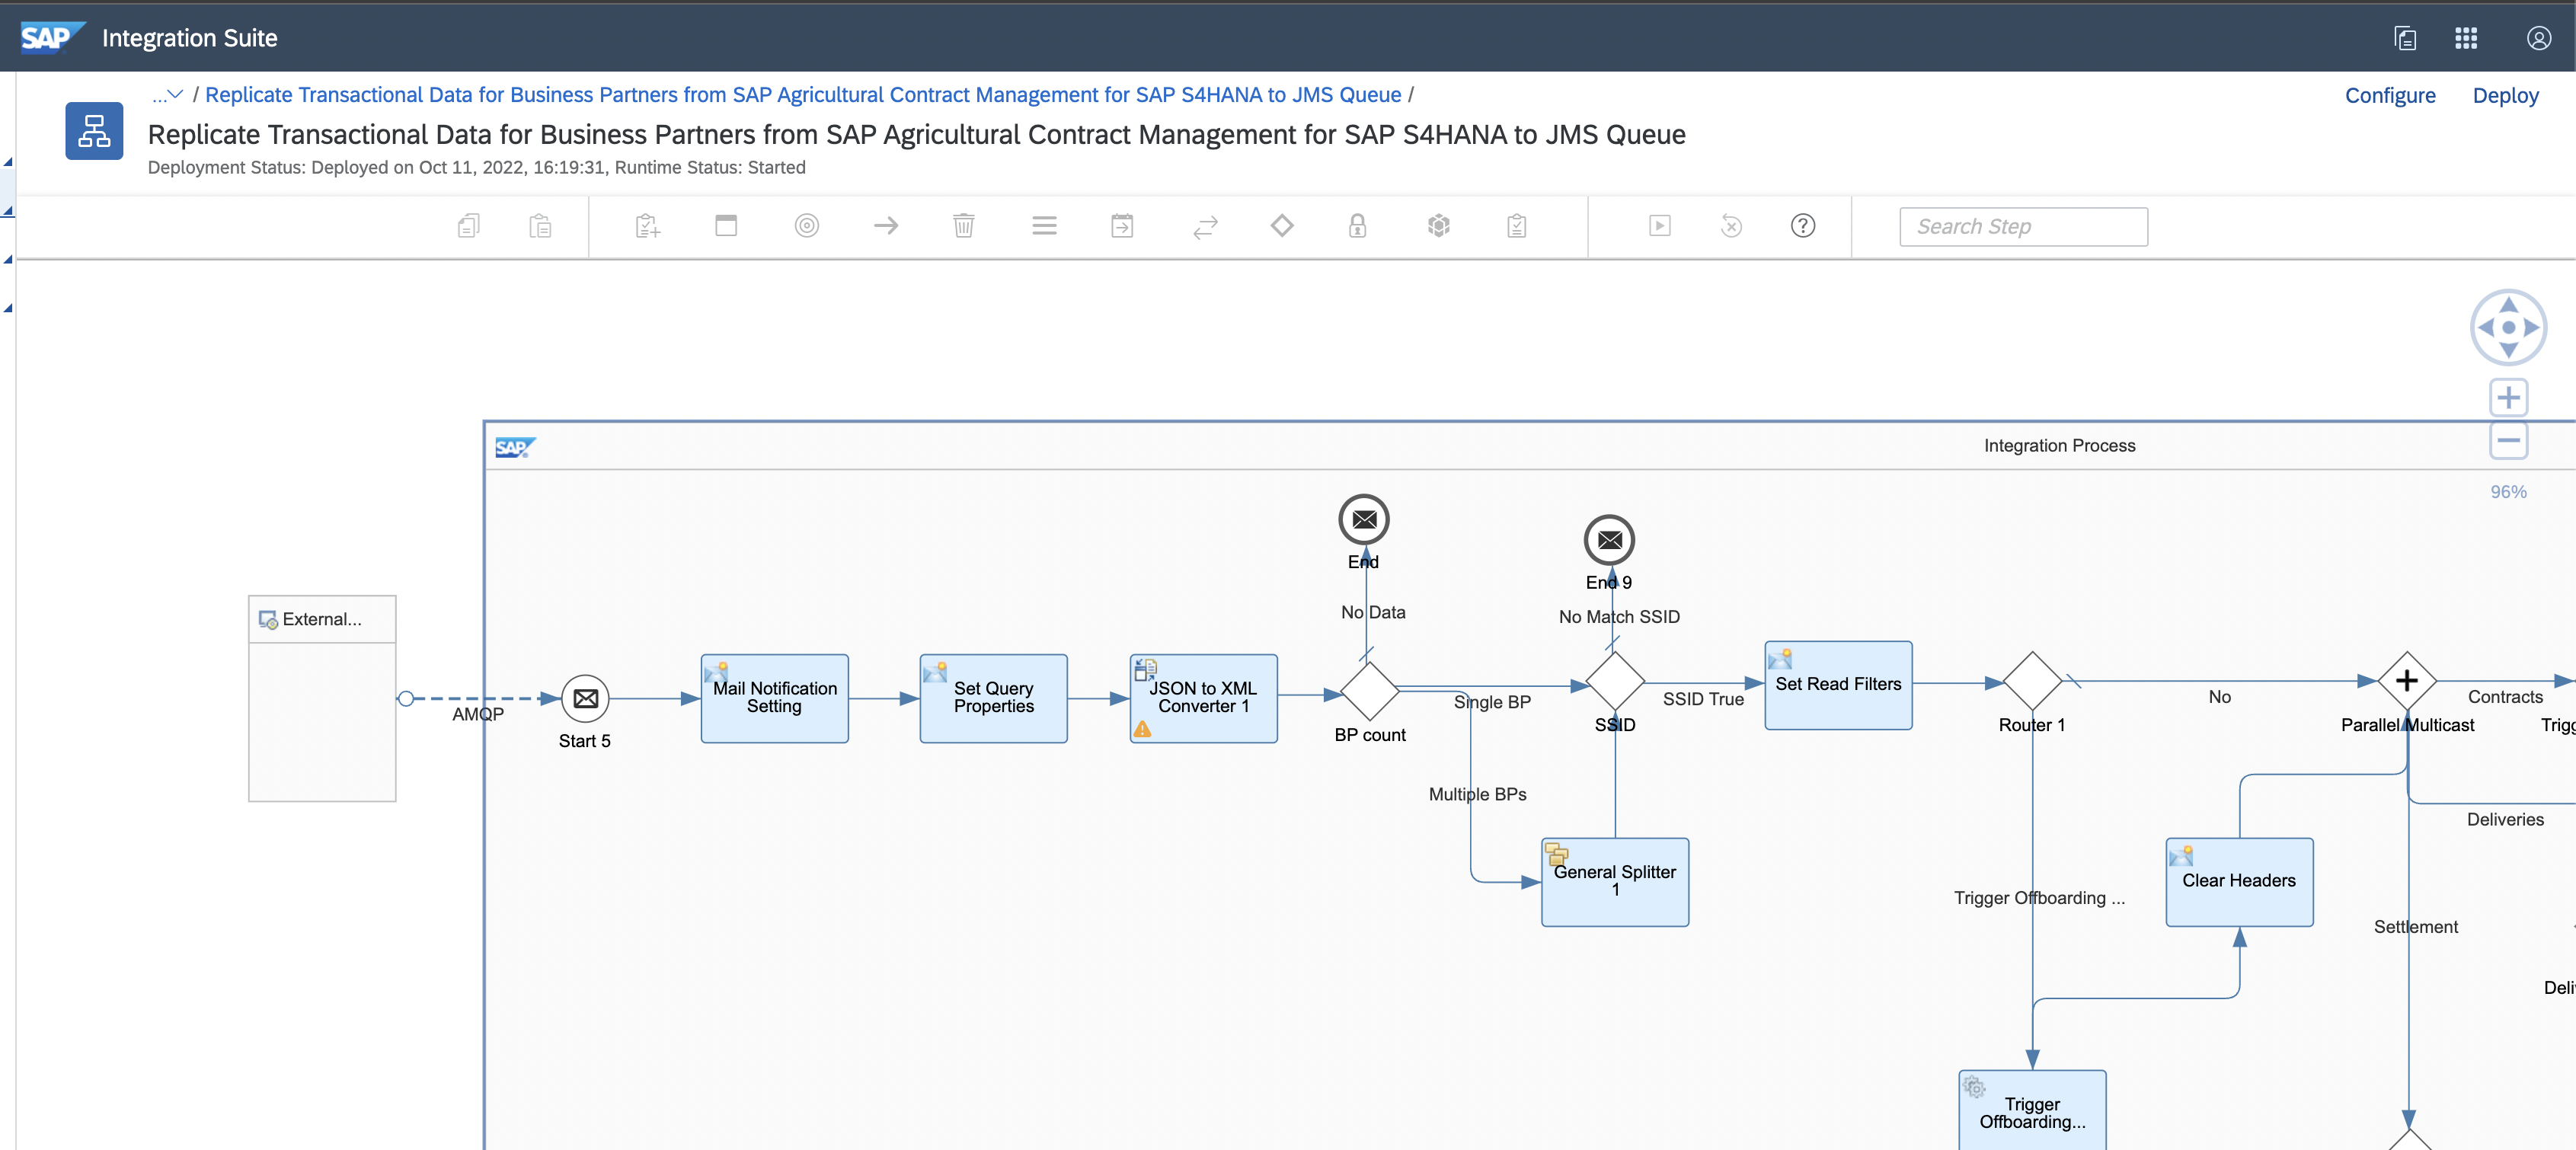 SAP Integration Suite
... / Replicate Transactional Data for Business Partners from SAP Agricultural Contract Management for SAP S4HANA to JMS Queue /
Configure Deploy
Replicate Transactional Data for Business Partners from SAP Agricultural Contract Management for SAP S4HANA to JMS Queue
Deployment Status: Deployed on Oct 11, 2022, 16:19:31, Runtime Status: Started
Search Step
SAP
Integration Process
96%
End
End 9
No Data
No Match SSID
External...
Mail Notification
Setting
Set Query
Properties
JSON to XML
Converter 1
Set Read Filters
AMQP
Start 5
BP count
Single BP
SSID
SSID True
Router 1
No
Parallel Multicast
Contracts
Trigg
Multiple BPs
Deliveries
General Splitter
1
Clear Headers
Trigger Offboarding ...
Settlement
Deli
Trigger
Offboarding...